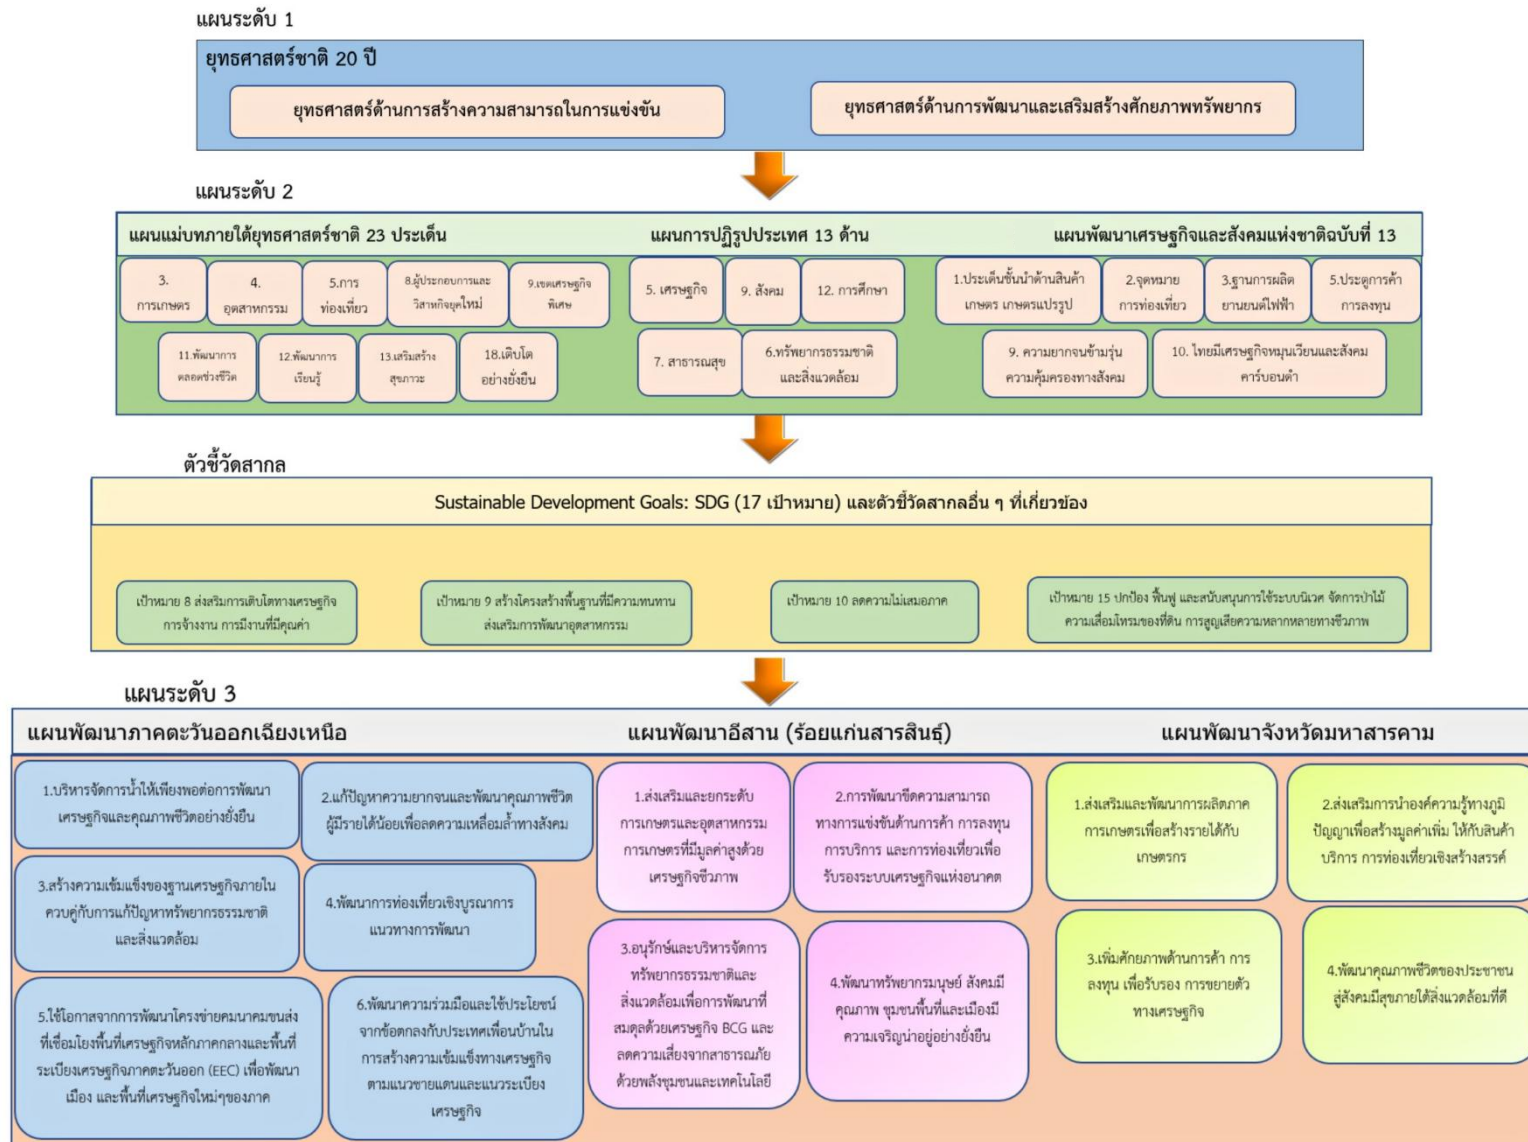 แผนระดับ 1
ยุทธศาสตร์ชาติ 20 ปี
ยุทธศาสตร์ด้านการสร้างความสามารถในการแข่งขัน
ยุทธศาสตร์ด้านการพัฒนาและเสริมสร้างศักยภาพทรัพยากร
แผนระดับ 2
แผนแม่บทภายใต้ยุทธศาสตร์ชาติ 23 ประเด็น
3.
การเกษตร
4.
อุตสาหกรรม
5.การ
ท่องเที่ยว
8.ผู้ประกอบการและ
วิสาหกิจยุคใหม่
9.เขตเศรษฐกิจ
พิเศษ
11.พัฒนาการ
ตลอดช่วงชีวิต
12.พัฒนาการ
เรียนรู้
13.เสริมสร้าง
สุขภาวะ
18.เติบโต
อย่างยั่งยืน
แผนการปฏิรูปประเทศ 13 ด้าน
5. เศรษฐกิจ
9. สังคม
12. การศึกษา
7. สาธารณสุข
6.ทรัพยากรธรรมชาติ
และสิ่งแวดล้อม
แผนพัฒนาเศรษฐกิจและสังคมแห่งชาติฉบับที่ 13
1.ประเด็นชั้นนำด้านสินค้า
เกษตร เกษตรแปรรูป
2.จุดหมาย
การท่องเที่ยว
3.ฐานการผลิต
ยานยนต์ไฟฟ้า
5.ประตูการค้า
การลงทุน
9. ความยากจนข้ามรุ่น
ความคุ้มครองทางสังคม
10. ไทยมีเศรษฐกิจหมุนเวียนและสังคม
คาร์บอนต่ำ
ตัวชี้วัดสากล
Sustainable Development Goals: SDG (17 เป้าหมาย) และตัวชี้วัดสากลอื่น ๆ ที่เกี่ยวข้อง
เป้าหมาย 8 ส่งเสริมการเติบโตทางเศรษฐกิจ
การจ้างงาน การมีงานที่มีคุณค่า
เป้าหมาย 9 สร้างโครงสร้างพื้นฐานที่มีความทนทาน
ส่งเสริมการพัฒนาอุตสาหกรรม
เป้าหมาย 10 ลดความไม่เสมอภาค
เป้าหมาย 15 ปกป้อง ฟื้นฟู และสนับสนุนการใช้ระบบนิเวศ จัดการป่าไม้
ความเสื่อมโทรมของที่ดิน การสูญเสียความหลากหลายทางชีวภาพ
แผนระดับ 3
แผนพัฒนาภาคตะวันออกเฉียงเหนือ
1.บริหารจัดการน้ำให้เพียงพอต่อการพัฒนา
เศรษฐกิจและคุณภาพชีวิตอย่างยั่งยืน
2.แก้ปัญหาความยากจนและพัฒนาคุณภาพชีวิต
ผู้มีรายได้น้อยเพื่อลดความเหลื่อมล้ำทางสังคม
3.สร้างความเข้มแข็งของฐานเศรษฐกิจภายใน
ควบคู่กับการแก้ปัญหาทรัพยากรธรรมชาติ
และสิ่งแวดล้อม
4.พัฒนาการท่องเที่ยวเชิงบูรณาการ
แนวทางการพัฒนา
5.ใช้โอกาสจากการพัฒนาโครงข่ายคมนาคมขนส่ง
ที่เชื่อมโยงพื้นที่เศรษฐกิจหลักภาคกลางและพื้นที่
ระเบียงเศรษฐกิจภาคตะวันออก (EEC) เพื่อพัฒนา
เมือง และพื้นที่เศรษฐกิจใหม่ๆของภาค
6.พัฒนาความร่วมมือและใช้ประโยชน์
จากข้อตกลงกับประเทศเพื่อนบ้านใน
การสร้างความเข้มแข็งทางเศรษฐกิจ
ตามแนวชายแดนและแนวระเบียง
เศรษฐกิจ
แผนพัฒนาอีสาน (ร้อยแก่นสารสินธุ์)
1.ส่งเสริมและยกระดับ
การเกษตรและอุตสาหกรรม
การเกษตรที่มีมูลค่าสูงด้วย
เศรษฐกิจชีวภาพ
2.การพัฒนาขีดความสามารถ
ทางการแข่งขันด้านการค้า การลงทุน
การบริการ และการท่องเที่ยวเพื่อ
รับรองระบบเศรษฐกิจแห่งอนาคต
3.อนุรักษ์และบริหารจัดการ
ทรัพยากรธรรมชาติและ
สิ่งแวดล้อมเพื่อการพัฒนาที่
สมดุลด้วยเศรษฐกิจ BCG และ
ลดความเสี่ยงจากสาธารณภัย
ด้วยพลังชุมชนและเทคโนโลยี
4.พัฒนาทรัพยากรมนุษย์ สังคมมี
คุณภาพ ชุมชนพื้นที่และเมืองมี
ความเจริญน่าอยู่อย่างยั่งยืน
แผนพัฒนาจังหวัดมหาสารคาม
1.ส่งเสริมและพัฒนาการผลิตภาค
การเกษตรเพื่อสร้างรายได้กับ
เกษตรกร
2.ส่งเสริมการนำองค์ความรู้ทางภูมิ
ปัญญาเพื่อสร้างมูลค่าเพิ่ม ให้กับสินค้า
บริการ การท่องเที่ยวเชิงสร้างสรรค์
3.เพิ่มศักยภาพด้านการค้า การ
ลงทุน เพื่อรับรอง การขยายตัว
ทางเศรษฐกิจ
4.พัฒนาคุณภาพชีวิตของประชาชน
สู่สังคมมีสุขภายใต้สิ่งแวดล้อมที่ดี